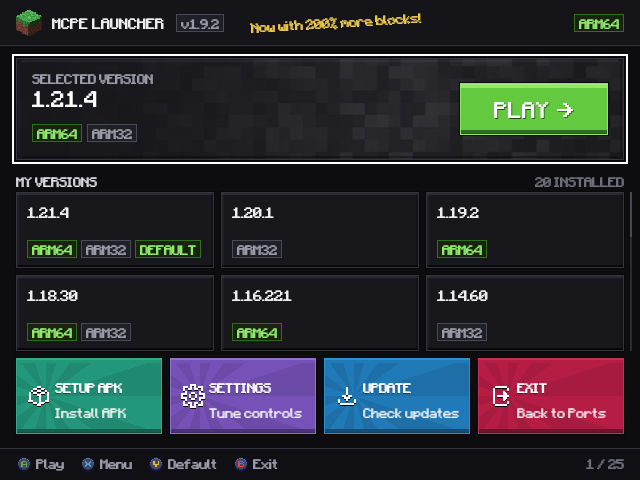 MCPE LAUNCHER v1.9.2 Now with 200% more blocks! ARM64
SELECTED VERSION
1.21.4
ARM64 ARM32
PLAY →
MY VERSIONS 20 INSTALLED
1.21.4 1.20.1 1.19.2
ARM64 ARM32 DEFAULT ARM32 ARM64
1.18.30 1.16.221 1.14.60
ARM64 ARM32 ARM64 ARM32
SETUP APK SETTINGS UPDATE EXIT
Install APK Tune controls Check updates Back to Ports
A Play X Menu Y Default B Exit 1 / 25